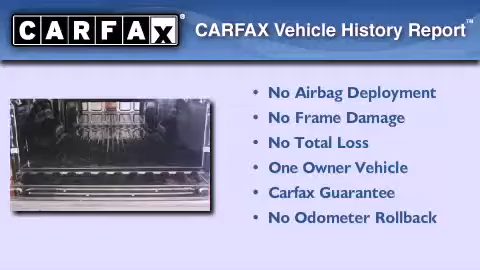 CARFAX® CARFAX Vehicle History Report™
• No Airbag Deployment
• No Frame Damage
• No Total Loss
• One Owner Vehicle
• Carfax Guarantee
• No Odometer Rollback